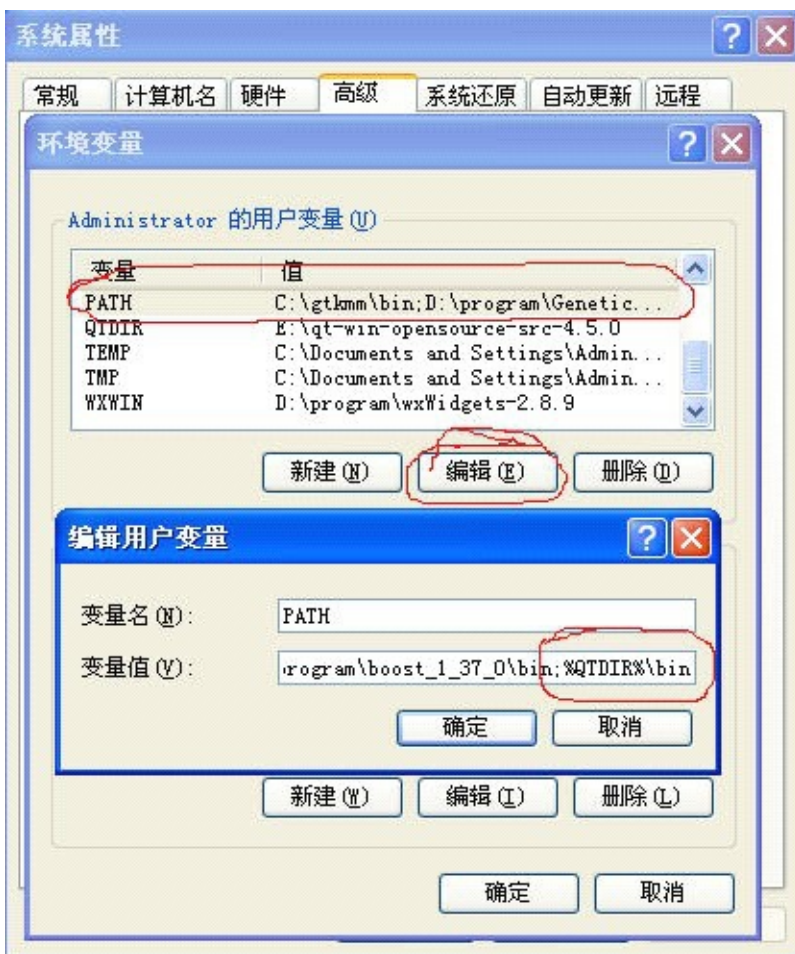 系统属性
常规 计算机名 硬件 高级 系统还原 自动更新 远程
环境变量
Administrator 的用户变量(U)
变量 值
PATH C:\gtkmm\bin;D:\program\Genetic...
QTDIR E:\qt-win-opensource-src-4.5.0
TEMP C:\Documents and Settings\Admin...
TMP C:\Documents and Settings\Admin...
WXWIN D:\program\wxWidgets-2.8.9
新建(N) 编辑(E) 删除(D)
编辑用户变量
变量名(N): PATH
变量值(V): rogram\boost_1_37_0\bin;%QTDIR%\bin
确定 取消
新建(W) 编辑(I) 删除(L)
确定 取消